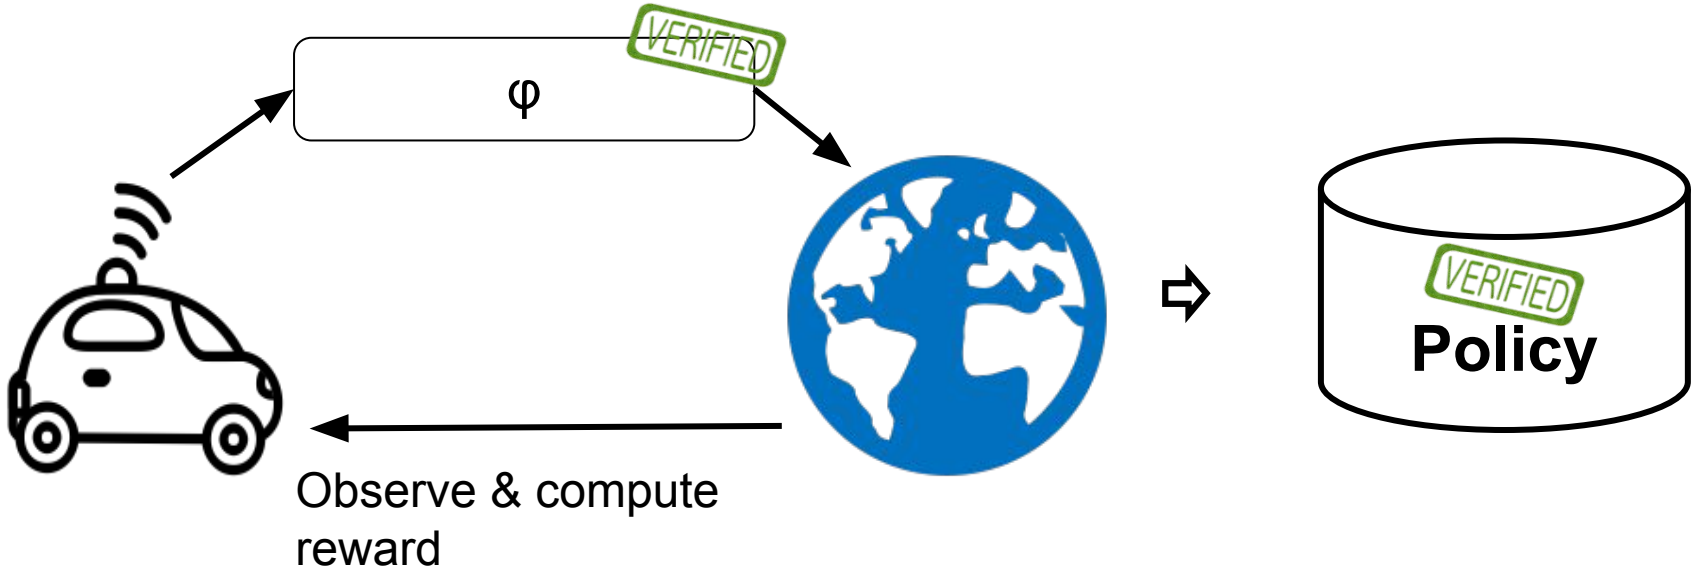 VERIFIED
φ
VERIFIED
Policy
Observe & compute
reward